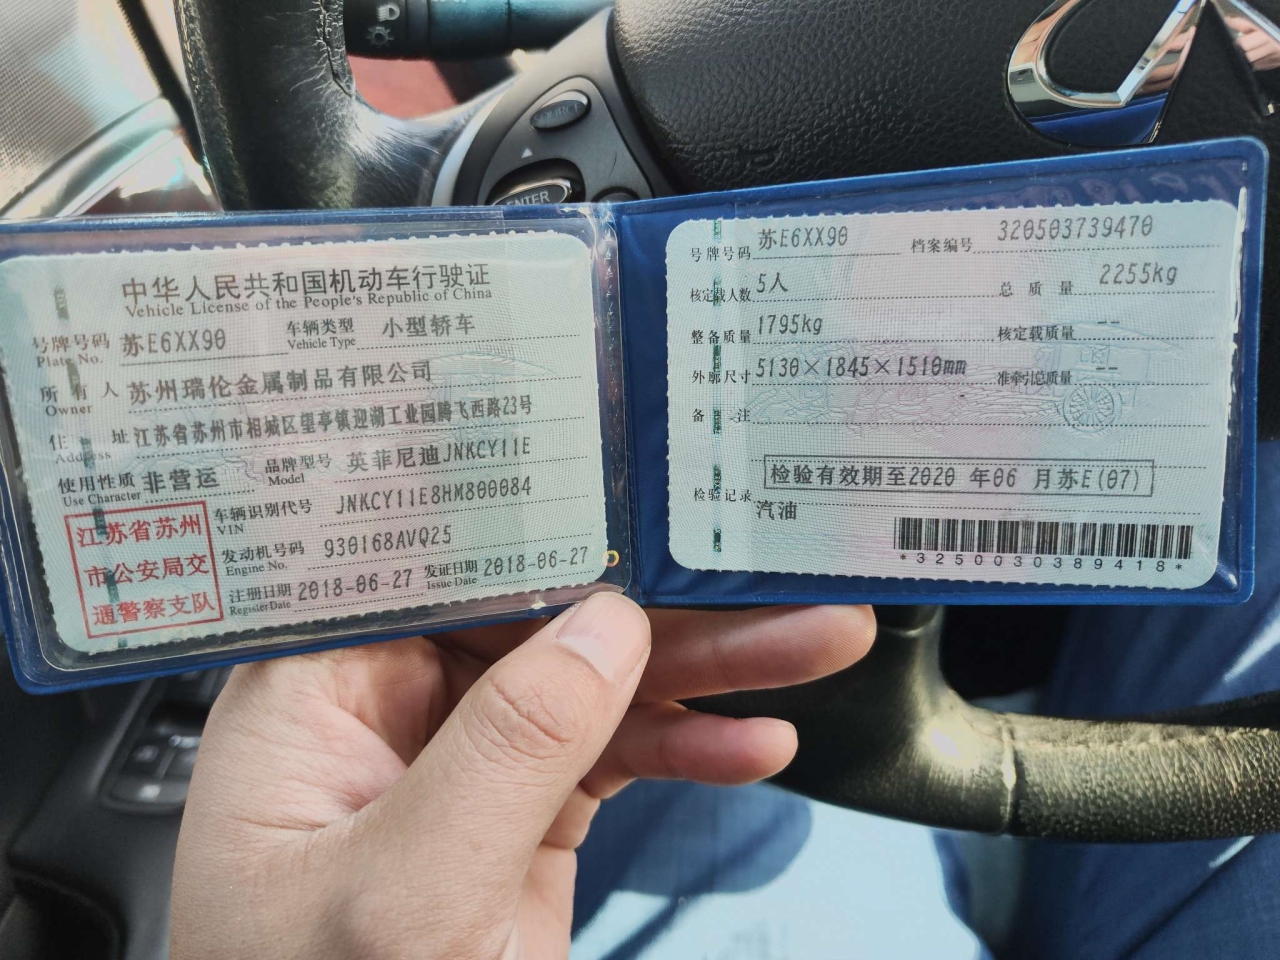 SOURCE
ENTER
中华人民共和国机动车行驶证
Vehicle License of the People's Republic of China
号牌号码 苏E6XX90 车辆类型 小型轿车
Plate No. Vehicle Type
所有人 苏州瑞伦金属制品有限公司
Owner
住址 江苏省苏州市相城区望亭镇迎湖工业园腾飞西路23号
Address
使用性质 非营运 品牌型号 英菲尼迪JNKCY11E
Use Character Model
江苏省苏州
市公安局交
通警察支队
车辆识别代号 JNKCY11E8HM800084
VIN
发动机号码 930168AVQ25
Engine No.
注册日期 2018-06-27 发证日期 2018-06-27
Register Date Issue Date
号牌号码 苏E6XX90 档案编号 320503739470
核定载人数 5人 总质量 2255kg
整备质量 1795kg 核定载质量 --
外廓尺寸 5130×1845×1510mm 准牵引总质量 --
备注
检验记录 检验有效期至2020 年06 月苏E(07)
汽油
*3250030389418*